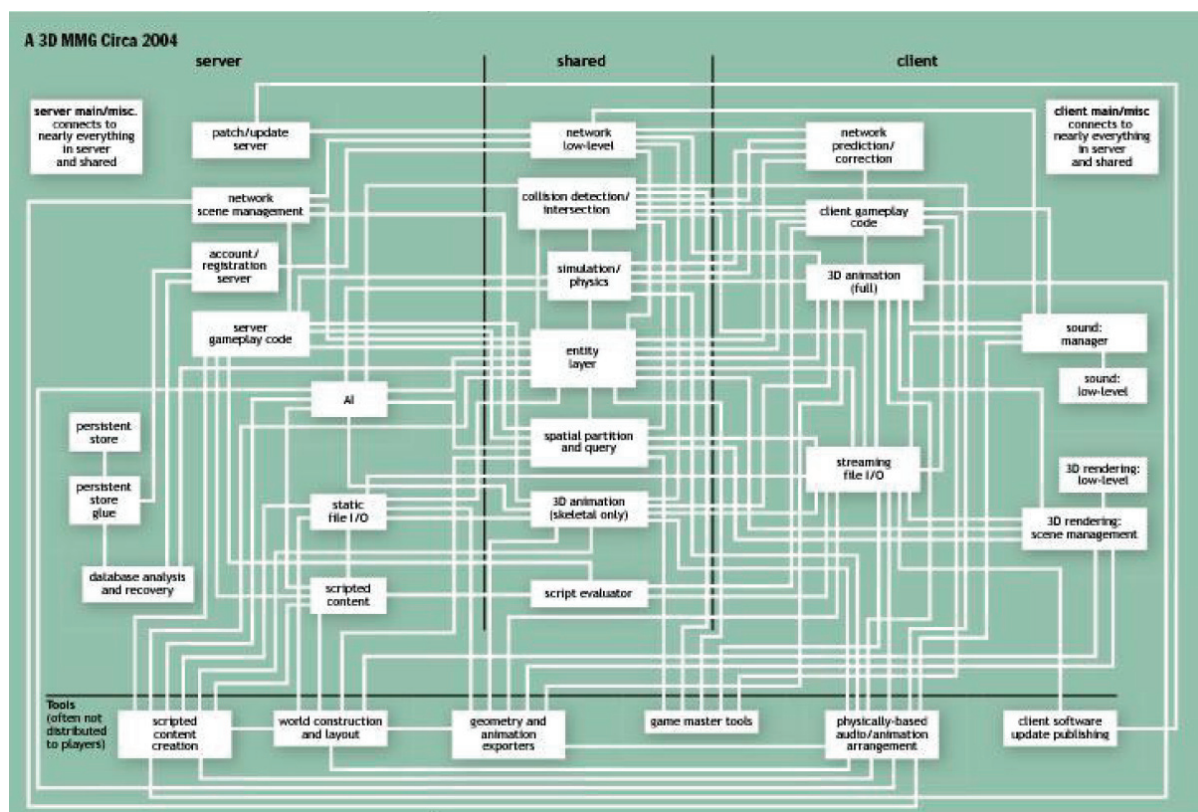 A 3D MMG Circa 2004
server
shared
client
server main/misc.
connects to
nearly everything
in server
and shared
patch/update
server
network
low-level
network
prediction/
correction
client main/misc
connects to
nearly everything
in server
and shared
network
scene management
collision detection/
intersection
client gameplay
code
account/
registration
server
simulation/
physics
3D animation
(full)
server
gameplay code
entity
layer
sound:
manager
AI
sound:
low-level
persistent
store
spatial partition
and query
streaming
file I/O
3D rendering:
low-level
persistent
store
glue
static
file I/O
3D animation
(skeletal only)
3D rendering:
scene management
database analysis
and recovery
scripted
content
script evaluator
Tools
(often not
distributed
to players)
scripted
content
creation
world construction
and layout
geometry and
animation
exporters
game master tools
physically-based
audio/animation
arrangement
client software
update publishing